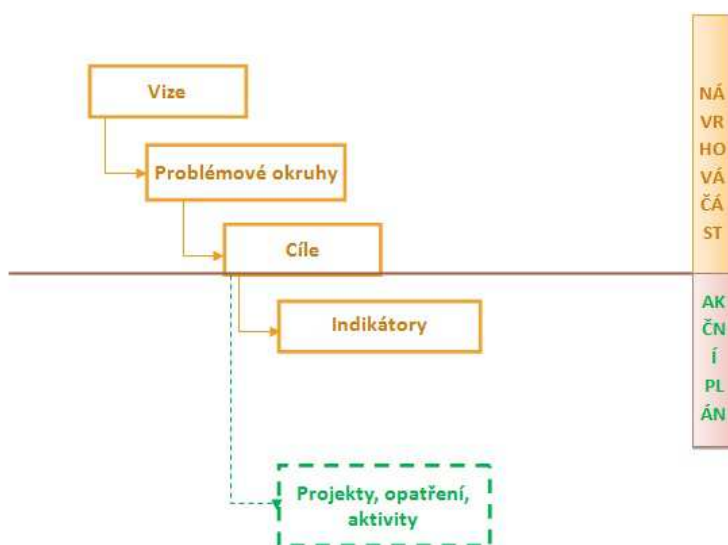 Vize
Problémové okruhy
Cíle
Indikátory
Projekty, opatření,
aktivity
NÁ
VR
HO
VÁ
ČÁ
ST
AK
ČN
Í
PL
ÁN